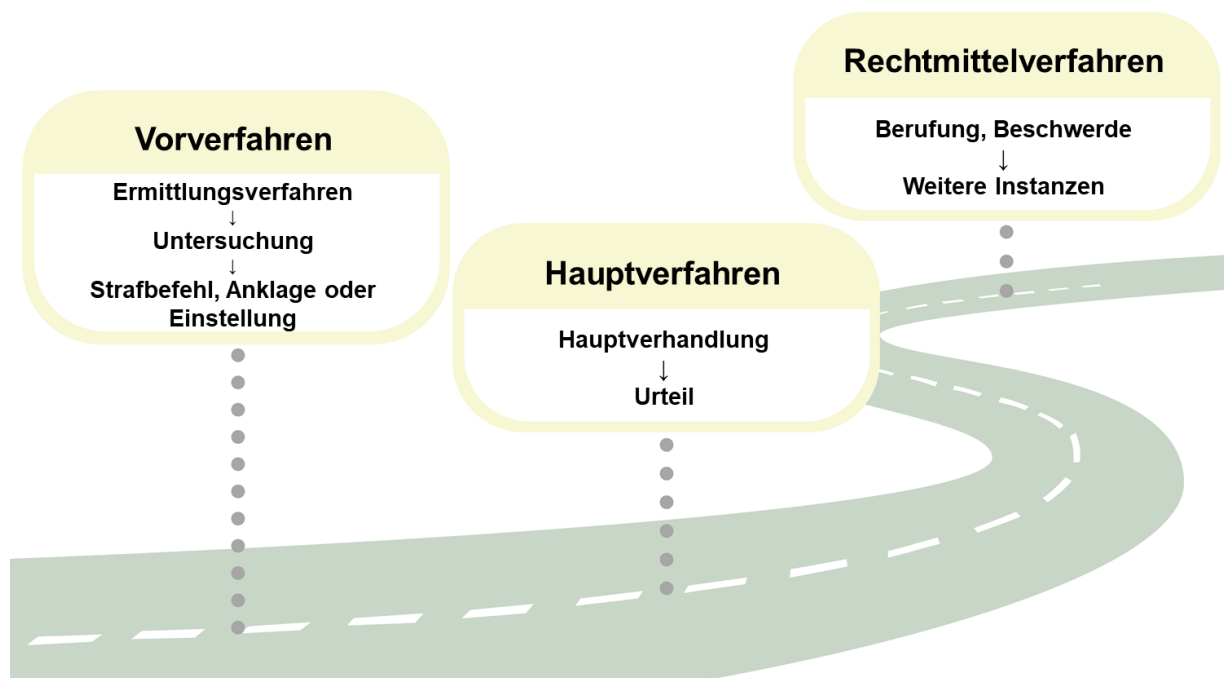 Vorverfahren
Ermittlungsverfahren
↓
Untersuchung
↓
Strafbefehl, Anklage oder
Einstellung
Hauptverfahren
Hauptverhandlung
↓
Urteil
Rechtmittelverfahren
Berufung, Beschwerde
↓
Weitere Instanzen